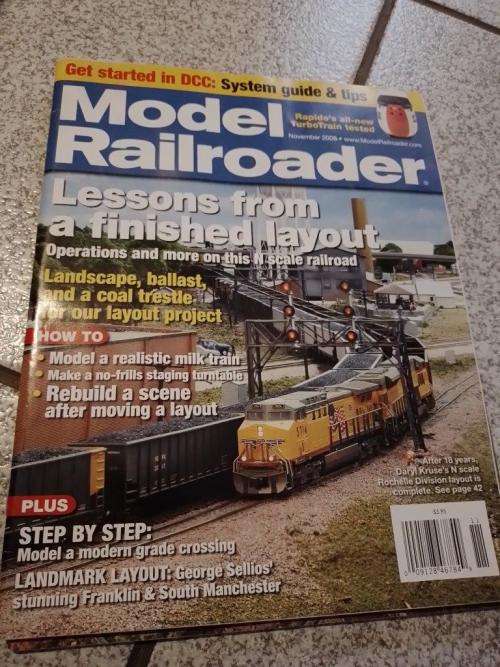 Get started in DCC: System guide & tips
Model
Railroader
Rapido's all-new
TurboTrain tested
November 2008 • www.ModelRailroader.com
Lessons from
a finished layout
Operations and more on this N scale railroad
Landscape, ballast,
and a coal trestle
for our layout project
HOW TO
• Model a realistic milk train
• Make a no-frills staging turntable
• Rebuild a scene
after moving a layout
After 18 years,
Daryl Kruse's N scale
Rochelle Division layout is
complete. See page 42
PLUS
STEP BY STEP:
Model a modern grade crossing
LANDMARK LAYOUT: George Sellios'
stunning Franklin & South Manchester
$5.95
11